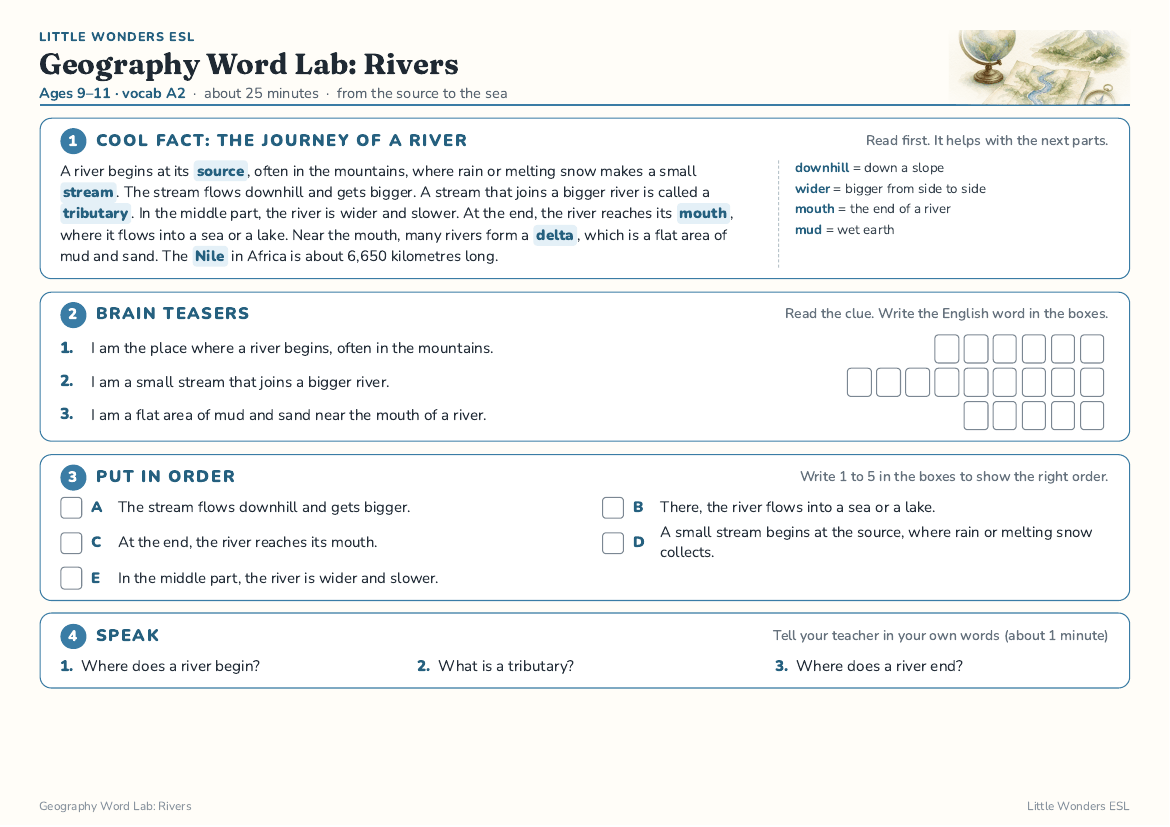 LITTLE WONDERS ESL
Geography Word Lab: Rivers
Ages 9–11 · vocab A2 · about 25 minutes · from the source to the sea
1 COOL FACT: THE JOURNEY OF A RIVER
Read first. It helps with the next parts.
A river begins at its source, often in the mountains, where rain or melting snow makes a small
stream. The stream flows downhill and gets bigger. A stream that joins a bigger river is called a
tributary. In the middle part, the river is wider and slower. At the end, the river reaches its mouth,
where it flows into a sea or a lake. Near the mouth, many rivers form a delta, which is a flat area of
mud and sand. The Nile in Africa is about 6,650 kilometres long.
downhill = down a slope
wider = bigger from side to side
mouth = the end of a river
mud = wet earth
2 BRAIN TEASERS
Read the clue. Write the English word in the boxes.
1. I am the place where a river begins, often in the mountains.
2. I am a small stream that joins a bigger river.
3. I am a flat area of mud and sand near the mouth of a river.
3 PUT IN ORDER
Write 1 to 5 in the boxes to show the right order.
A The stream flows downhill and gets bigger.
B There, the river flows into a sea or a lake.
C At the end, the river reaches its mouth.
D A small stream begins at the source, where rain or melting snow
collects.
E In the middle part, the river is wider and slower.
4 SPEAK
Tell your teacher in your own words (about 1 minute)
1. Where does a river begin?
2. What is a tributary?
3. Where does a river end?
Geography Word Lab: Rivers
Little Wonders ESL